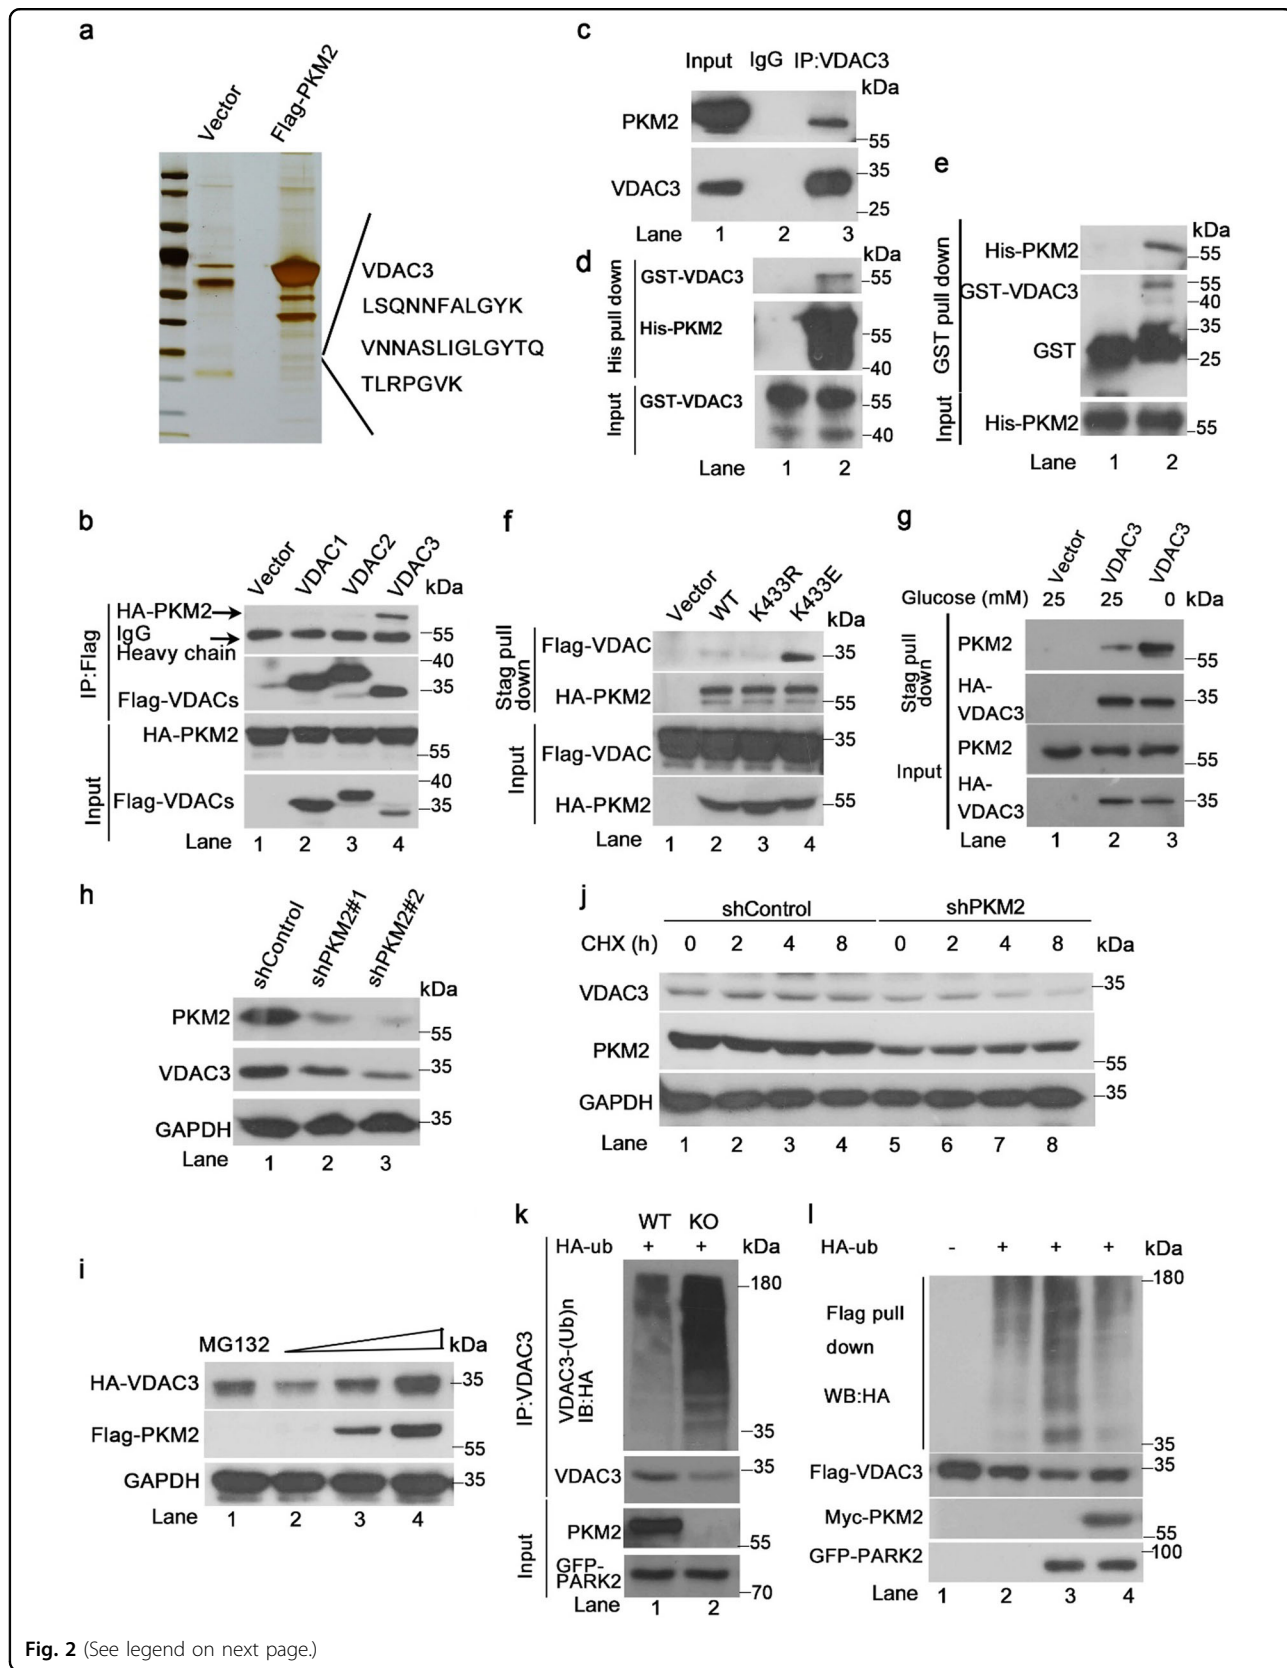 a
Vector
Flag-PKM2
VDAC3
LSQNNFALGYK
VNNASLIGLGYTQ
TLRPGVK
c
Input IgG IP:VDAC3
kDa
PKM2
55
VDAC3
35
25
Lane 1 2 3
d
kDa
His pull down
GST-VDAC3
55
His-PKM2
55
40
Input
GST-VDAC3
55
40
Lane 1 2
e
kDa
GST pull down
His-PKM2
55
GST-VDAC3
55
40
35
GST
25
Input
His-PKM2
55
Lane 1 2
b
Vector
VDAC1
VDAC2
VDAC3
kDa
IP:Flag
HA-PKM2
IgG
Heavy chain
55
40
Flag-VDACs
35
Input
HA-PKM2
55
40
Flag-VDACs
35
Lane 1 2 3 4
f
Vector
WT
K433R
K433E
kDa
Stag pull
down
Flag-VDAC
35
HA-PKM2
55
Input
Flag-VDAC
35
HA-PKM2
55
Lane 1 2 3 4
g
Vector
VDAC3
VDAC3
Glucose (mM) 25 25 0 kDa
Stag pull
down
PKM2
55
HA-
VDAC3
35
Input
PKM2
55
HA-
VDAC3
35
Lane 1 2 3
h
shControl
shPKM2#1
shPKM2#2
kDa
PKM2
55
VDAC3
35
GAPDH
35
Lane 1 2 3
j
shControl shPKM2
CHX (h) 0 2 4 8 0 2 4 8 kDa
VDAC3
35
PKM2
55
GAPDH
35
Lane 1 2 3 4 5 6 7 8
i
MG132
kDa
HA-VDAC3
35
Flag-PKM2
55
GAPDH
35
Lane 1 2 3 4
k
WT KO
HA-ub + + kDa
IP:VDAC3
VDAC3-(Ub)n
IB:HA
180
35
VDAC3
35
Input
PKM2
55
GFP-
PARK2
70
Lane 1 2
l
HA-ub - + + + kDa
180
Flag pull
down
WB:HA
35
Flag-VDAC3
35
Myc-PKM2
55
GFP-PARK2
100
Lane 1 2 3 4
Fig. 2 (See legend on next page.)